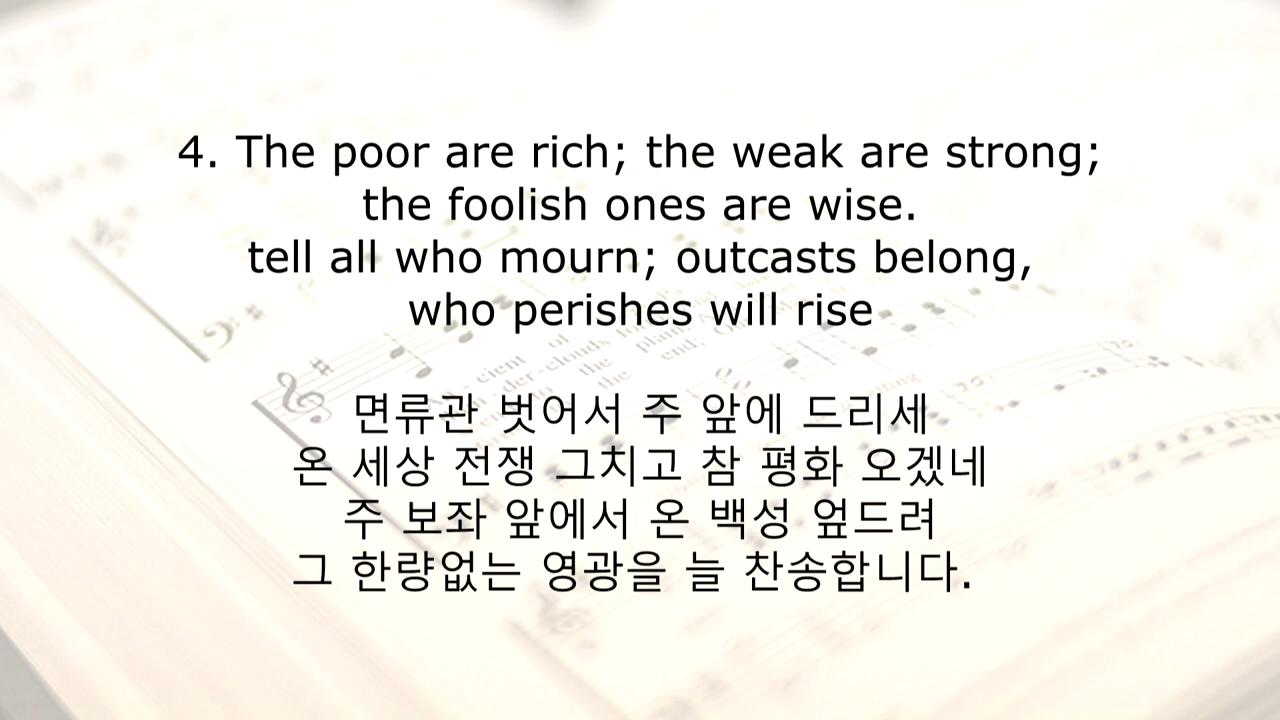 4. The poor are rich; the weak are strong;
the foolish ones are wise.
tell all who mourn; outcasts belong,
who perishes will rise
면류관 벗어서 주 앞에 드리세
온 세상 전쟁 그치고 참 평화 오겠네
주 보좌 앞에서 온 백성 엎드려
그 한량없는 영광을 늘 찬송합니다.